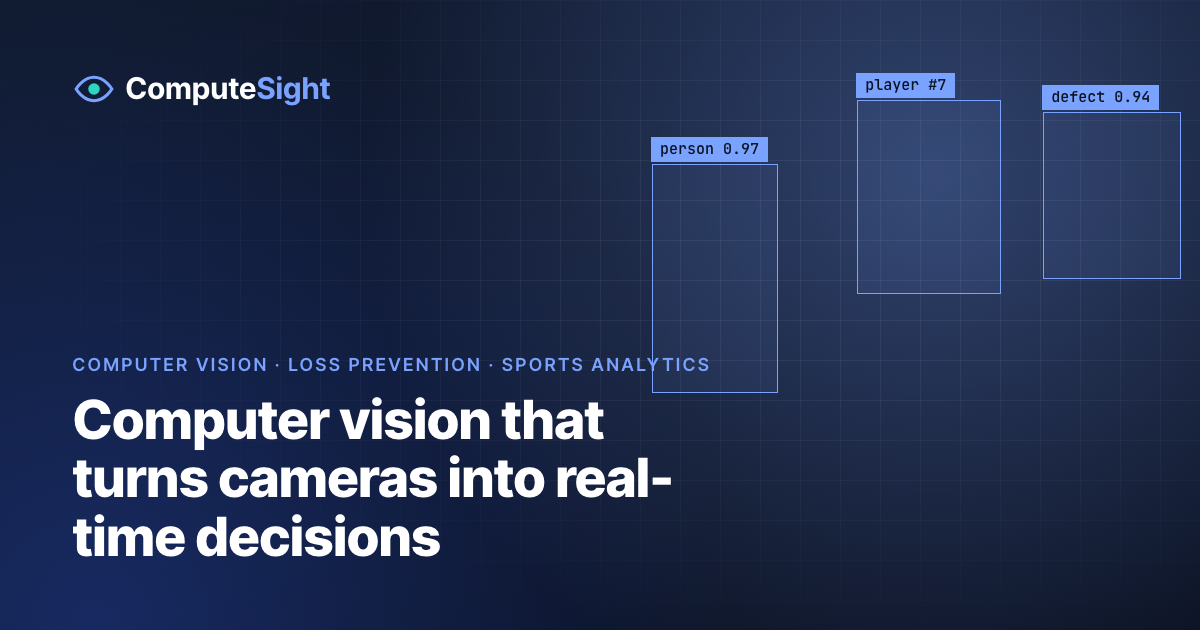 ComputeSight
player #7
defect 0.94
person 0.97
COMPUTER VISION · LOSS PREVENTION · SPORTS ANALYTICS
Computer vision that
turns cameras into real-
time decisions